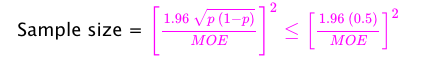 Sample size = [ 1.96 √(p (1−p)) / MOE ]² ≤ [ 1.96 (0.5) / MOE ]²